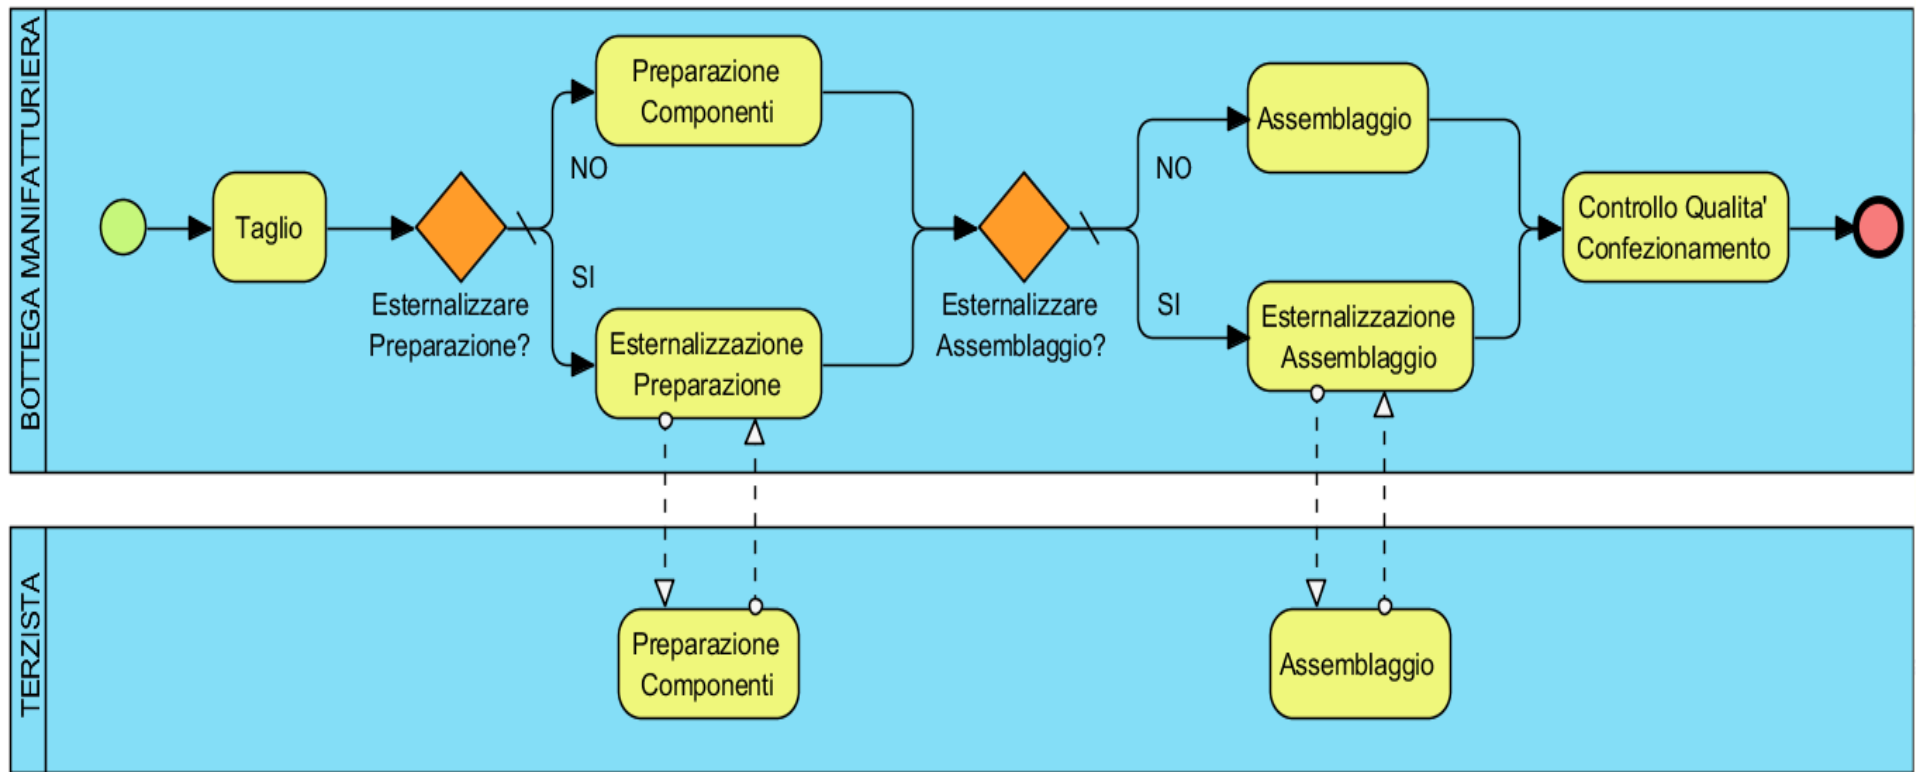 BOTTEGA MANIFATTURIERA
Taglio
Esternalizzare
Preparazione?
NO
SI
Preparazione
Componenti
Esternalizzazione
Preparazione
Esternalizzare
Assemblaggio?
NO
SI
Assemblaggio
Esternalizzazione
Assemblaggio
Controllo Qualita'
Confezionamento
TERZISTA
Preparazione
Componenti
Assemblaggio